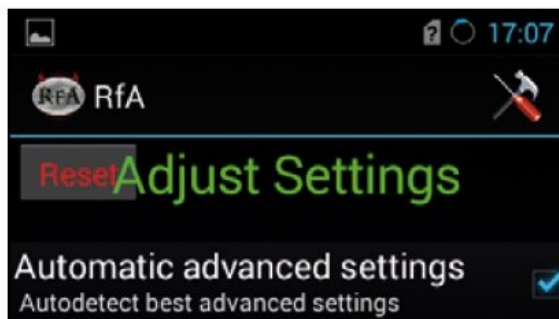 17:07
RFA RfA
Reset Adjust Settings
Automatic advanced settings
Autodetect best advanced settings